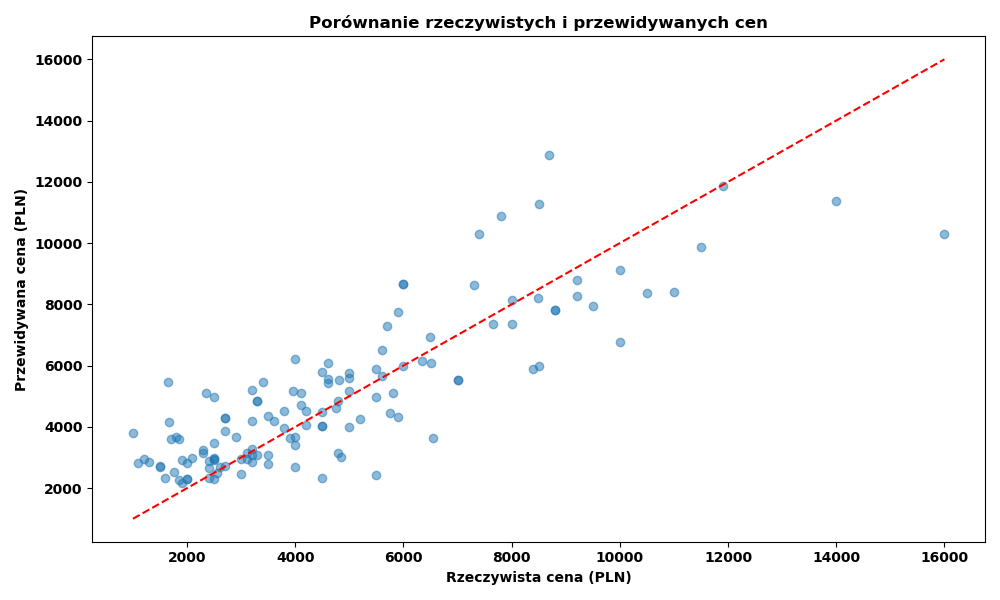 Porównanie rzeczywistych i przewidywanych cen
Przewidywana cena (PLN)
16000
14000
12000
10000
8000
6000
4000
2000
2000 4000 6000 8000 10000 12000 14000 16000
Rzeczywista cena (PLN)